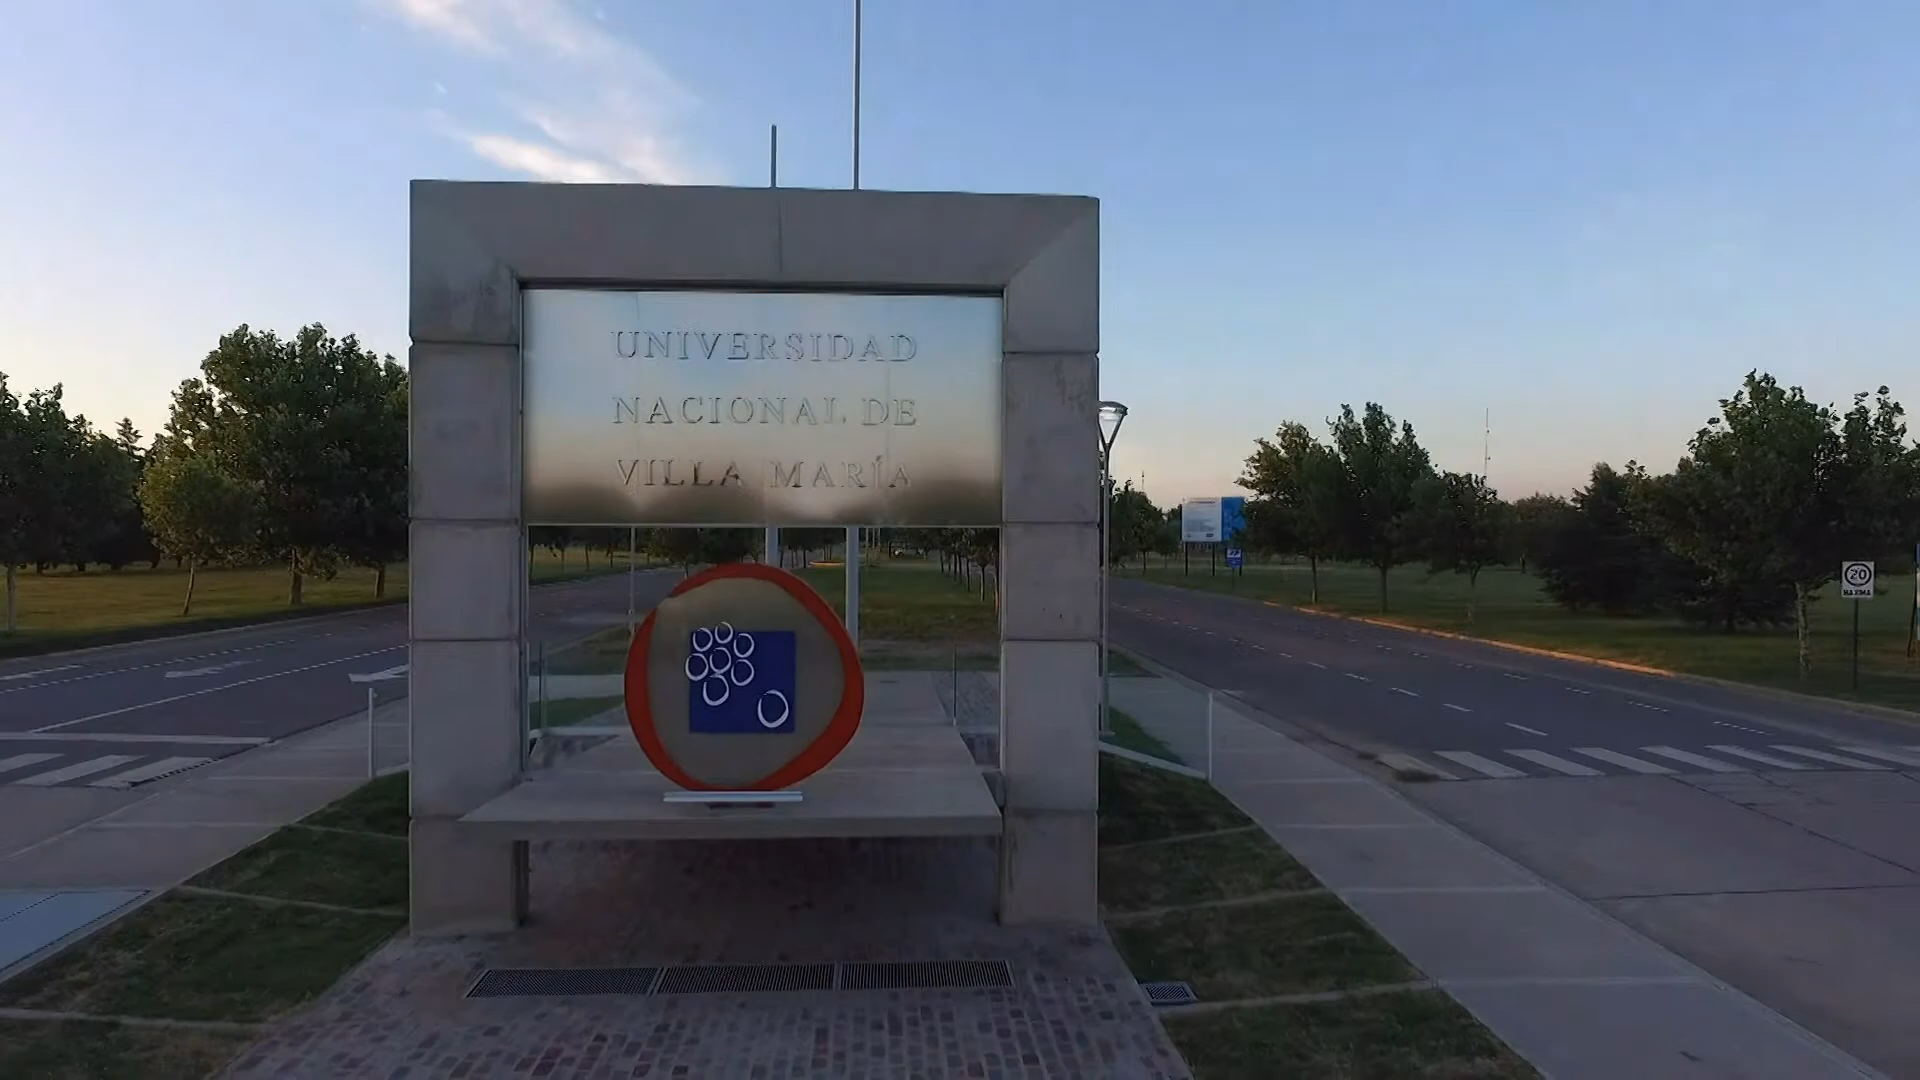 UNIVERSIDAD
NACIONAL DE
VILLA MARÍA
20
MAXIMA